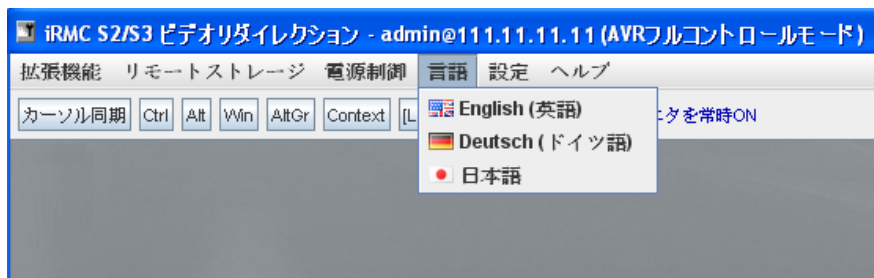 iRMC S2/S3 ビデオリダイレクション - admin@111.11.11.11 (AVRフルコントロールモード)
拡張機能 リモートストレージ 電源制御 言語 設定 ヘルプ
カーソル同期 Ctrl Alt Win AltGr Context [L タを常時ON
English (英語)
Deutsch (ドイツ語)
日本語